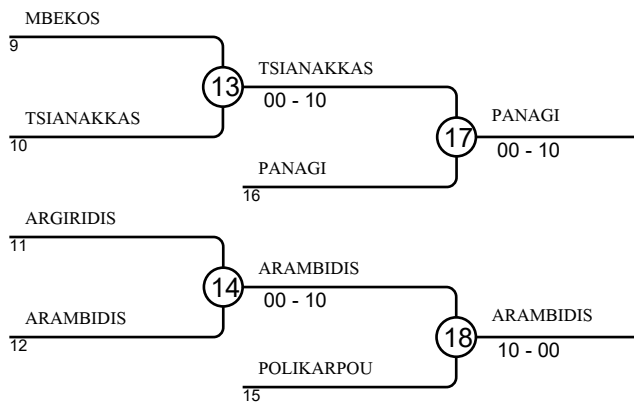 MBEKOS
9
13
TSIANAKKAS
00 - 10
TSIANAKKAS
10
17
PANAGI
00 - 10
PANAGI
16
ARGIRIDIS
11
14
ARAMBIDIS
00 - 10
ARAMBIDIS
12
18
ARAMBIDIS
10 - 00
POLIKARPOU
15